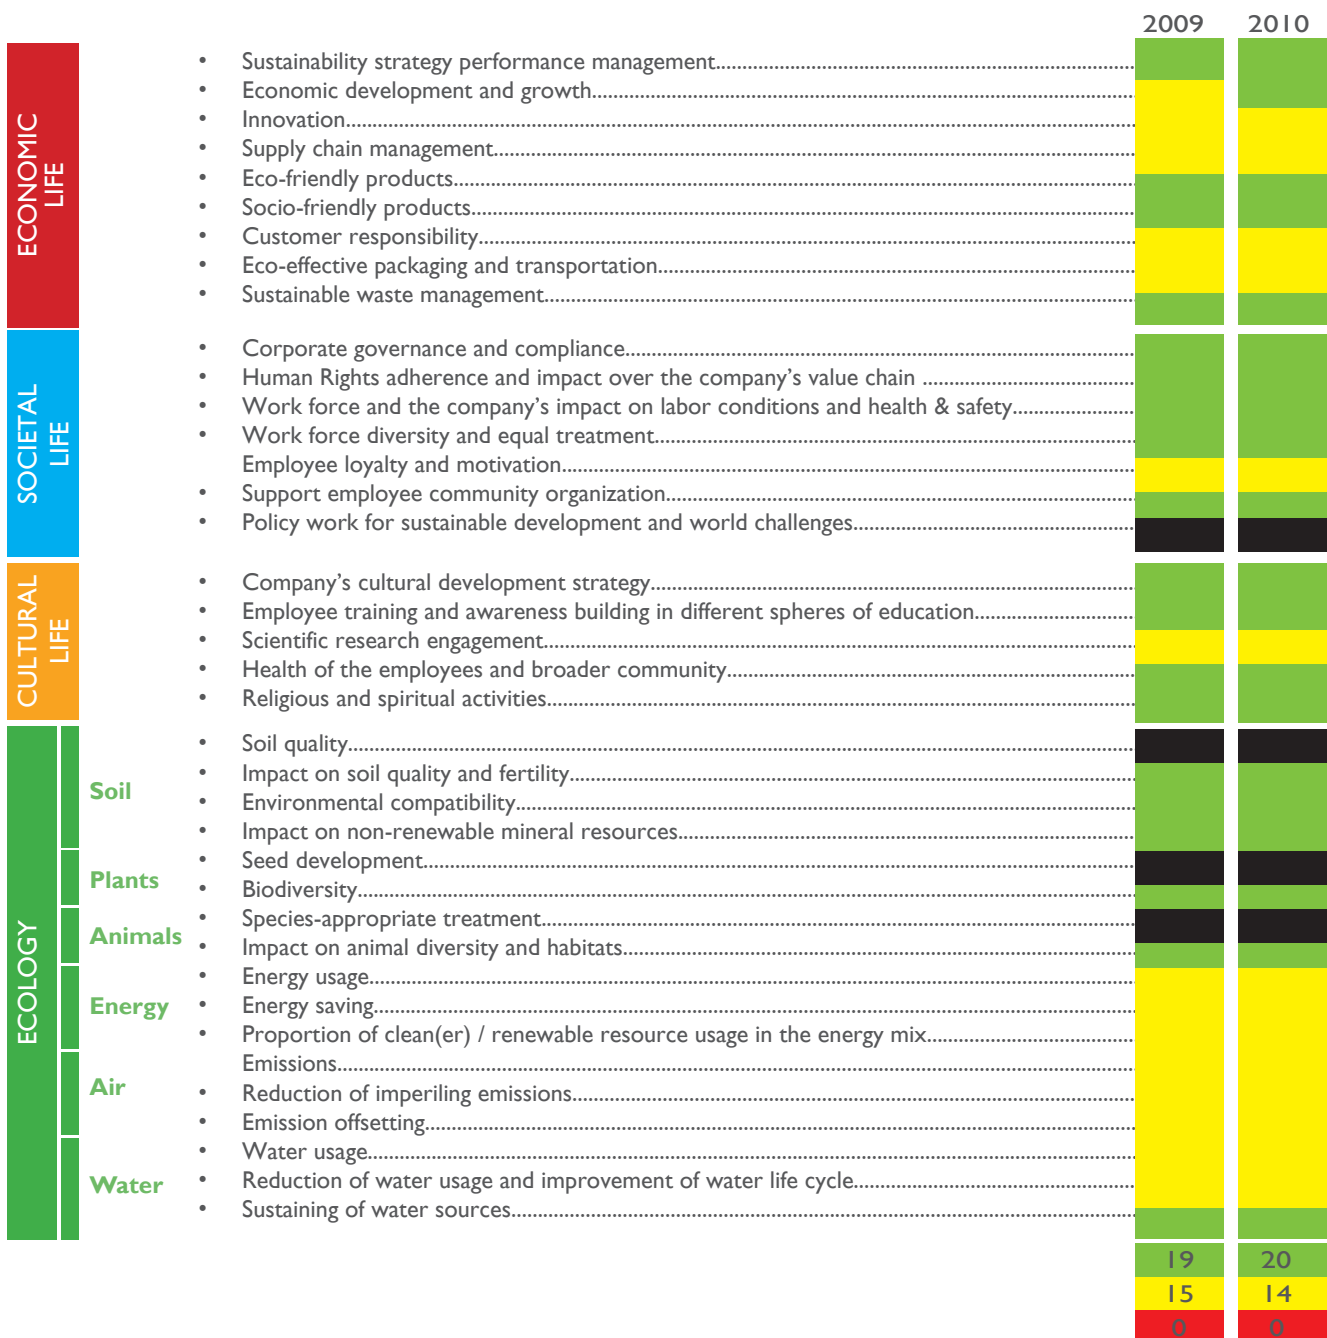 2009 2010
ECONOMIC
LIFE
• Sustainability strategy performance management
• Economic development and growth
• Innovation
• Supply chain management
• Eco-friendly products
• Socio-friendly products
• Customer responsibility
• Eco-effective packaging and transportation
• Sustainable waste management
SOCIETAL
LIFE
• Corporate governance and compliance
• Human Rights adherence and impact over the company's value chain
• Work force and the company's impact on labor conditions and health & safety
• Work force diversity and equal treatment
Employee loyalty and motivation
• Support employee community organization
• Policy work for sustainable development and world challenges
CULTURAL
LIFE
• Company's cultural development strategy
• Employee training and awareness building in different spheres of education
• Scientific research engagement
• Health of the employees and broader community
• Religious and spiritual activities
ECOLOGY
Soil
• Soil quality
• Impact on soil quality and fertility
• Environmental compatibility
• Impact on non-renewable mineral resources
Plants
• Seed development
• Biodiversity
Animals
• Species-appropriate treatment
• Impact on animal diversity and habitats
Energy
• Energy usage
• Energy saving
• Proportion of clean(er) / renewable resource usage in the energy mix
Air
Emissions
• Reduction of imperiling emissions
• Emission offsetting
Water
• Water usage
• Reduction of water usage and improvement of water life cycle
• Sustaining of water sources
19 20
15 14
0 0